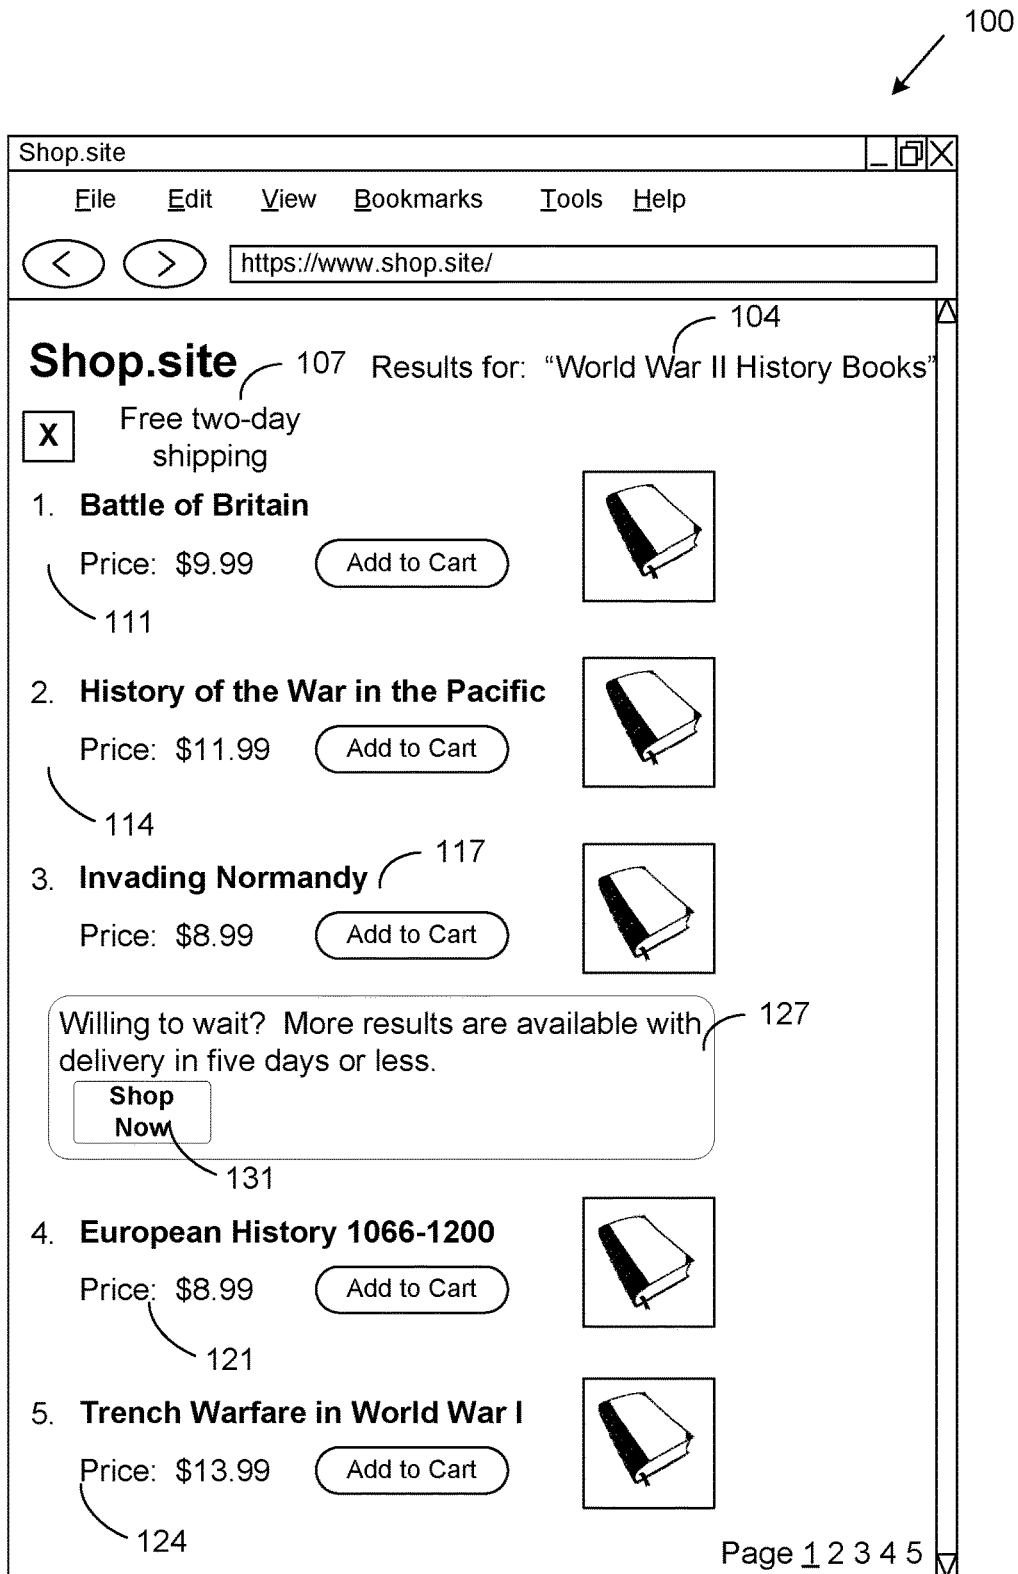 100
Shop.site
File Edit View Bookmarks Tools Help
https://www.shop.site/
104
Shop.site 107 Results for: “World War II History Books”
X Free two-day
shipping
1. Battle of Britain
Price: $9.99 Add to Cart
111
2. History of the War in the Pacific
Price: $11.99 Add to Cart
114
117
3. Invading Normandy
Price: $8.99 Add to Cart
Willing to wait? More results are available with 127
delivery in five days or less.
Shop
Now
131
4. European History 1066-1200
Price: $8.99 Add to Cart
121
5. Trench Warfare in World War I
Price: $13.99 Add to Cart
124
Page 1 2 3 4 5